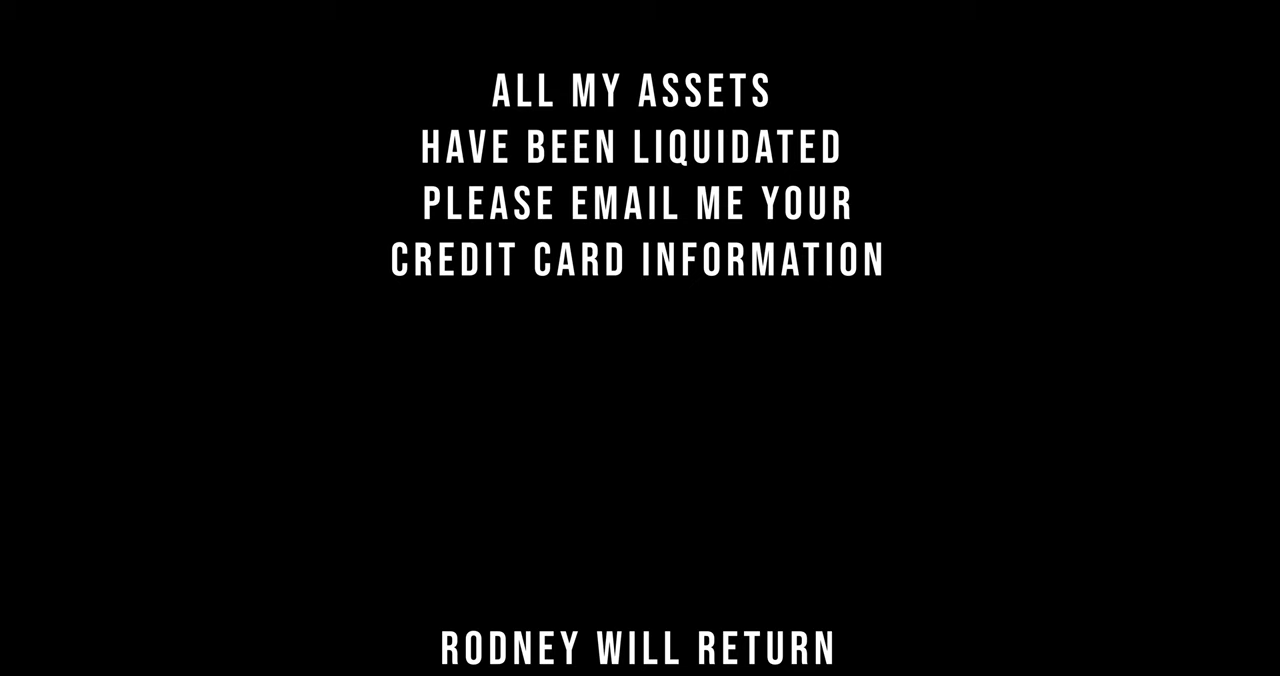 ALL MY ASSETS
HAVE BEEN LIQUIDATED
PLEASE EMAIL ME YOUR
CREDIT CARD INFORMATION
RODNEY WILL RETURN